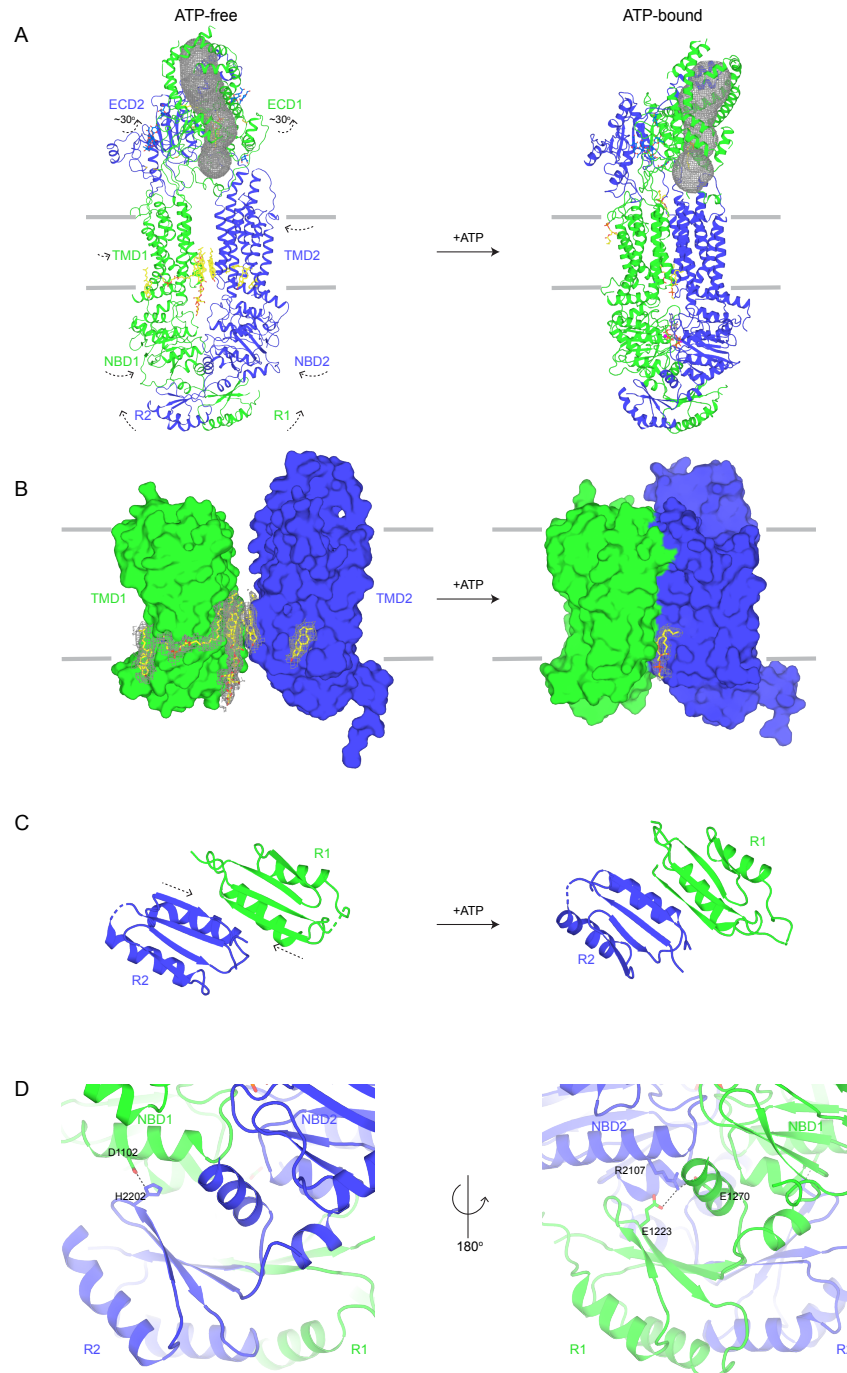 ATP-free
ATP-bound
A
ECD2
~30°
ECD1
~30°
TMD1
TMD2
+ATP
NBD1
NBD2
R2
R1
B
TMD1
TMD2
+ATP
C
R1
R2
+ATP
R1
R2
D
NBD1
NBD2
D1102
H2202
R2
R1
180°
NBD2
NBD1
R2107
E1270
E1223
R1